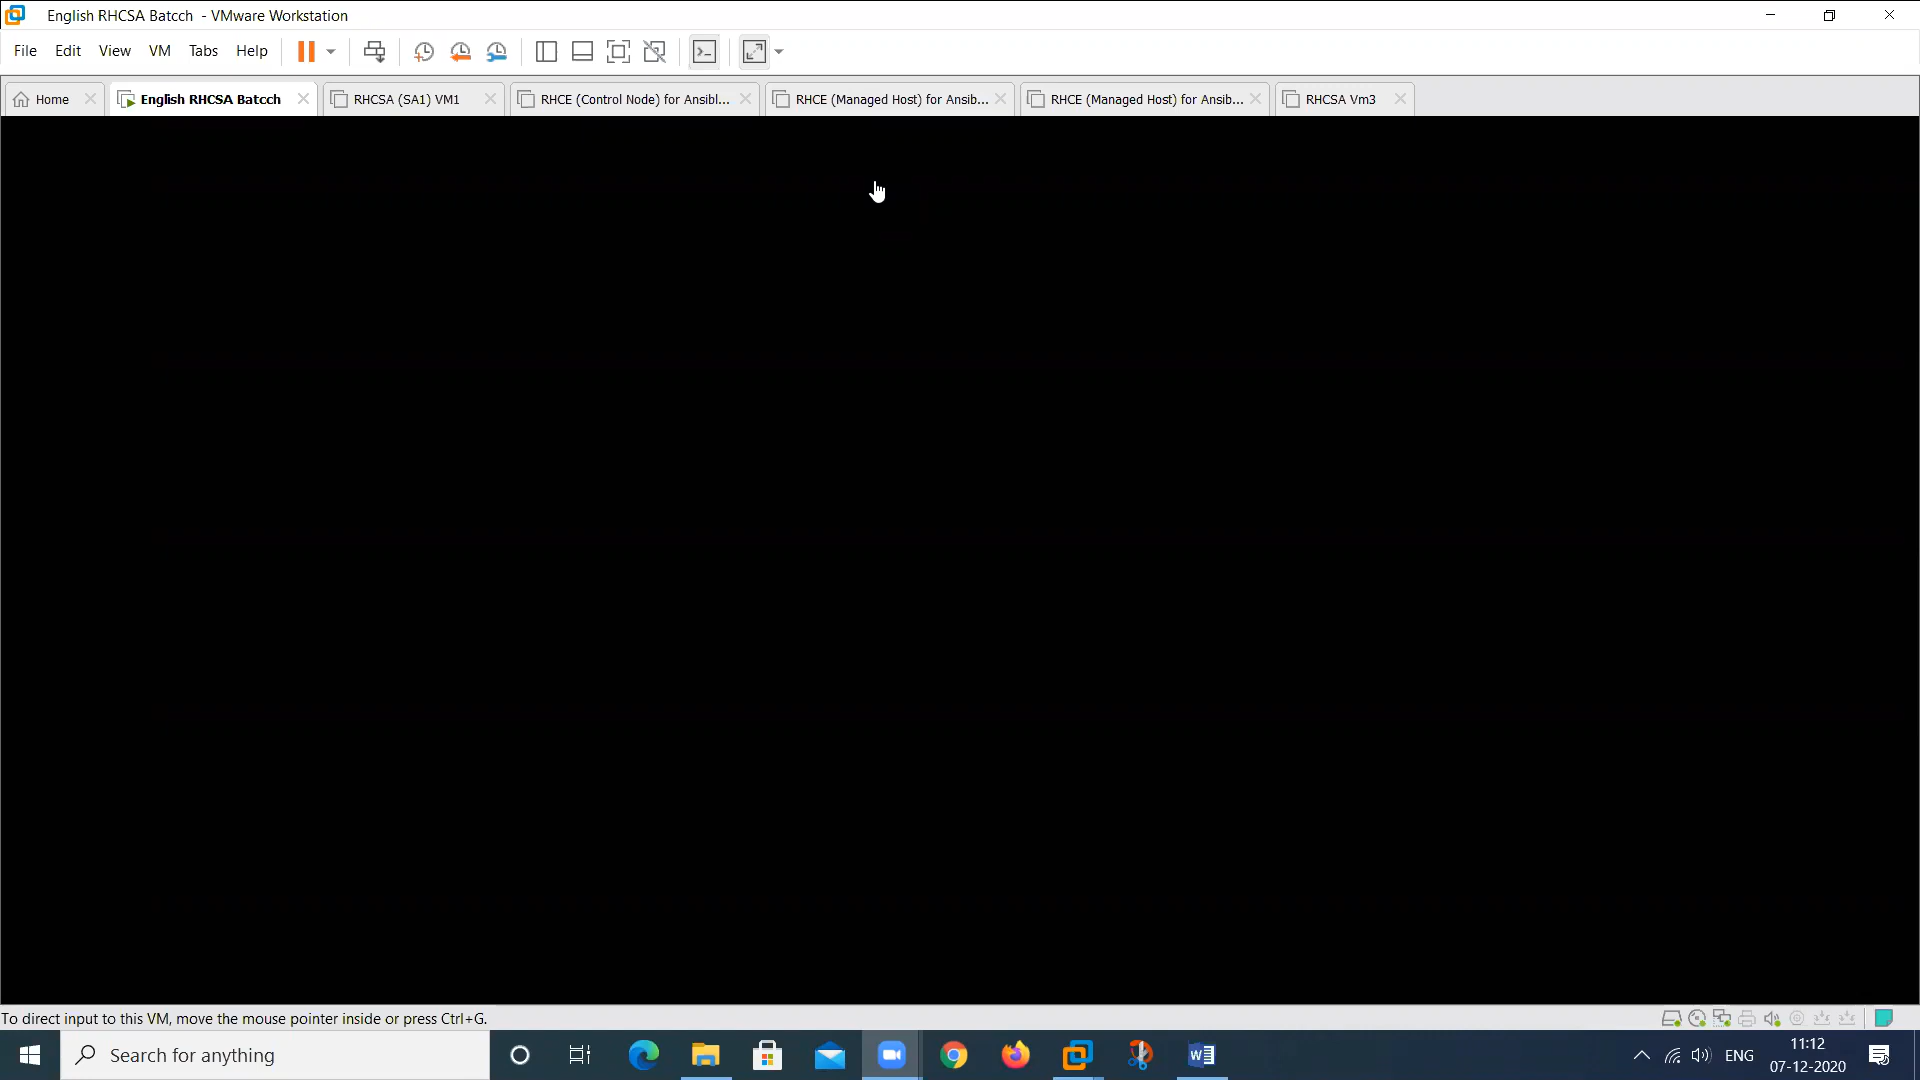 English RHCSA Batcch - VMware Workstation
File Edit View VM Tabs Help
Home English RHCSA Batcch RHCSA (SA1) VM1 RHCE (Control Node) for Ansibl... RHCE (Managed Host) for Ansib... RHCE (Managed Host) for Ansib... RHCSA Vm3
To direct input to this VM, move the mouse pointer inside or press Ctrl+G.
Search for anything
ENG
11:12
07-12-2020